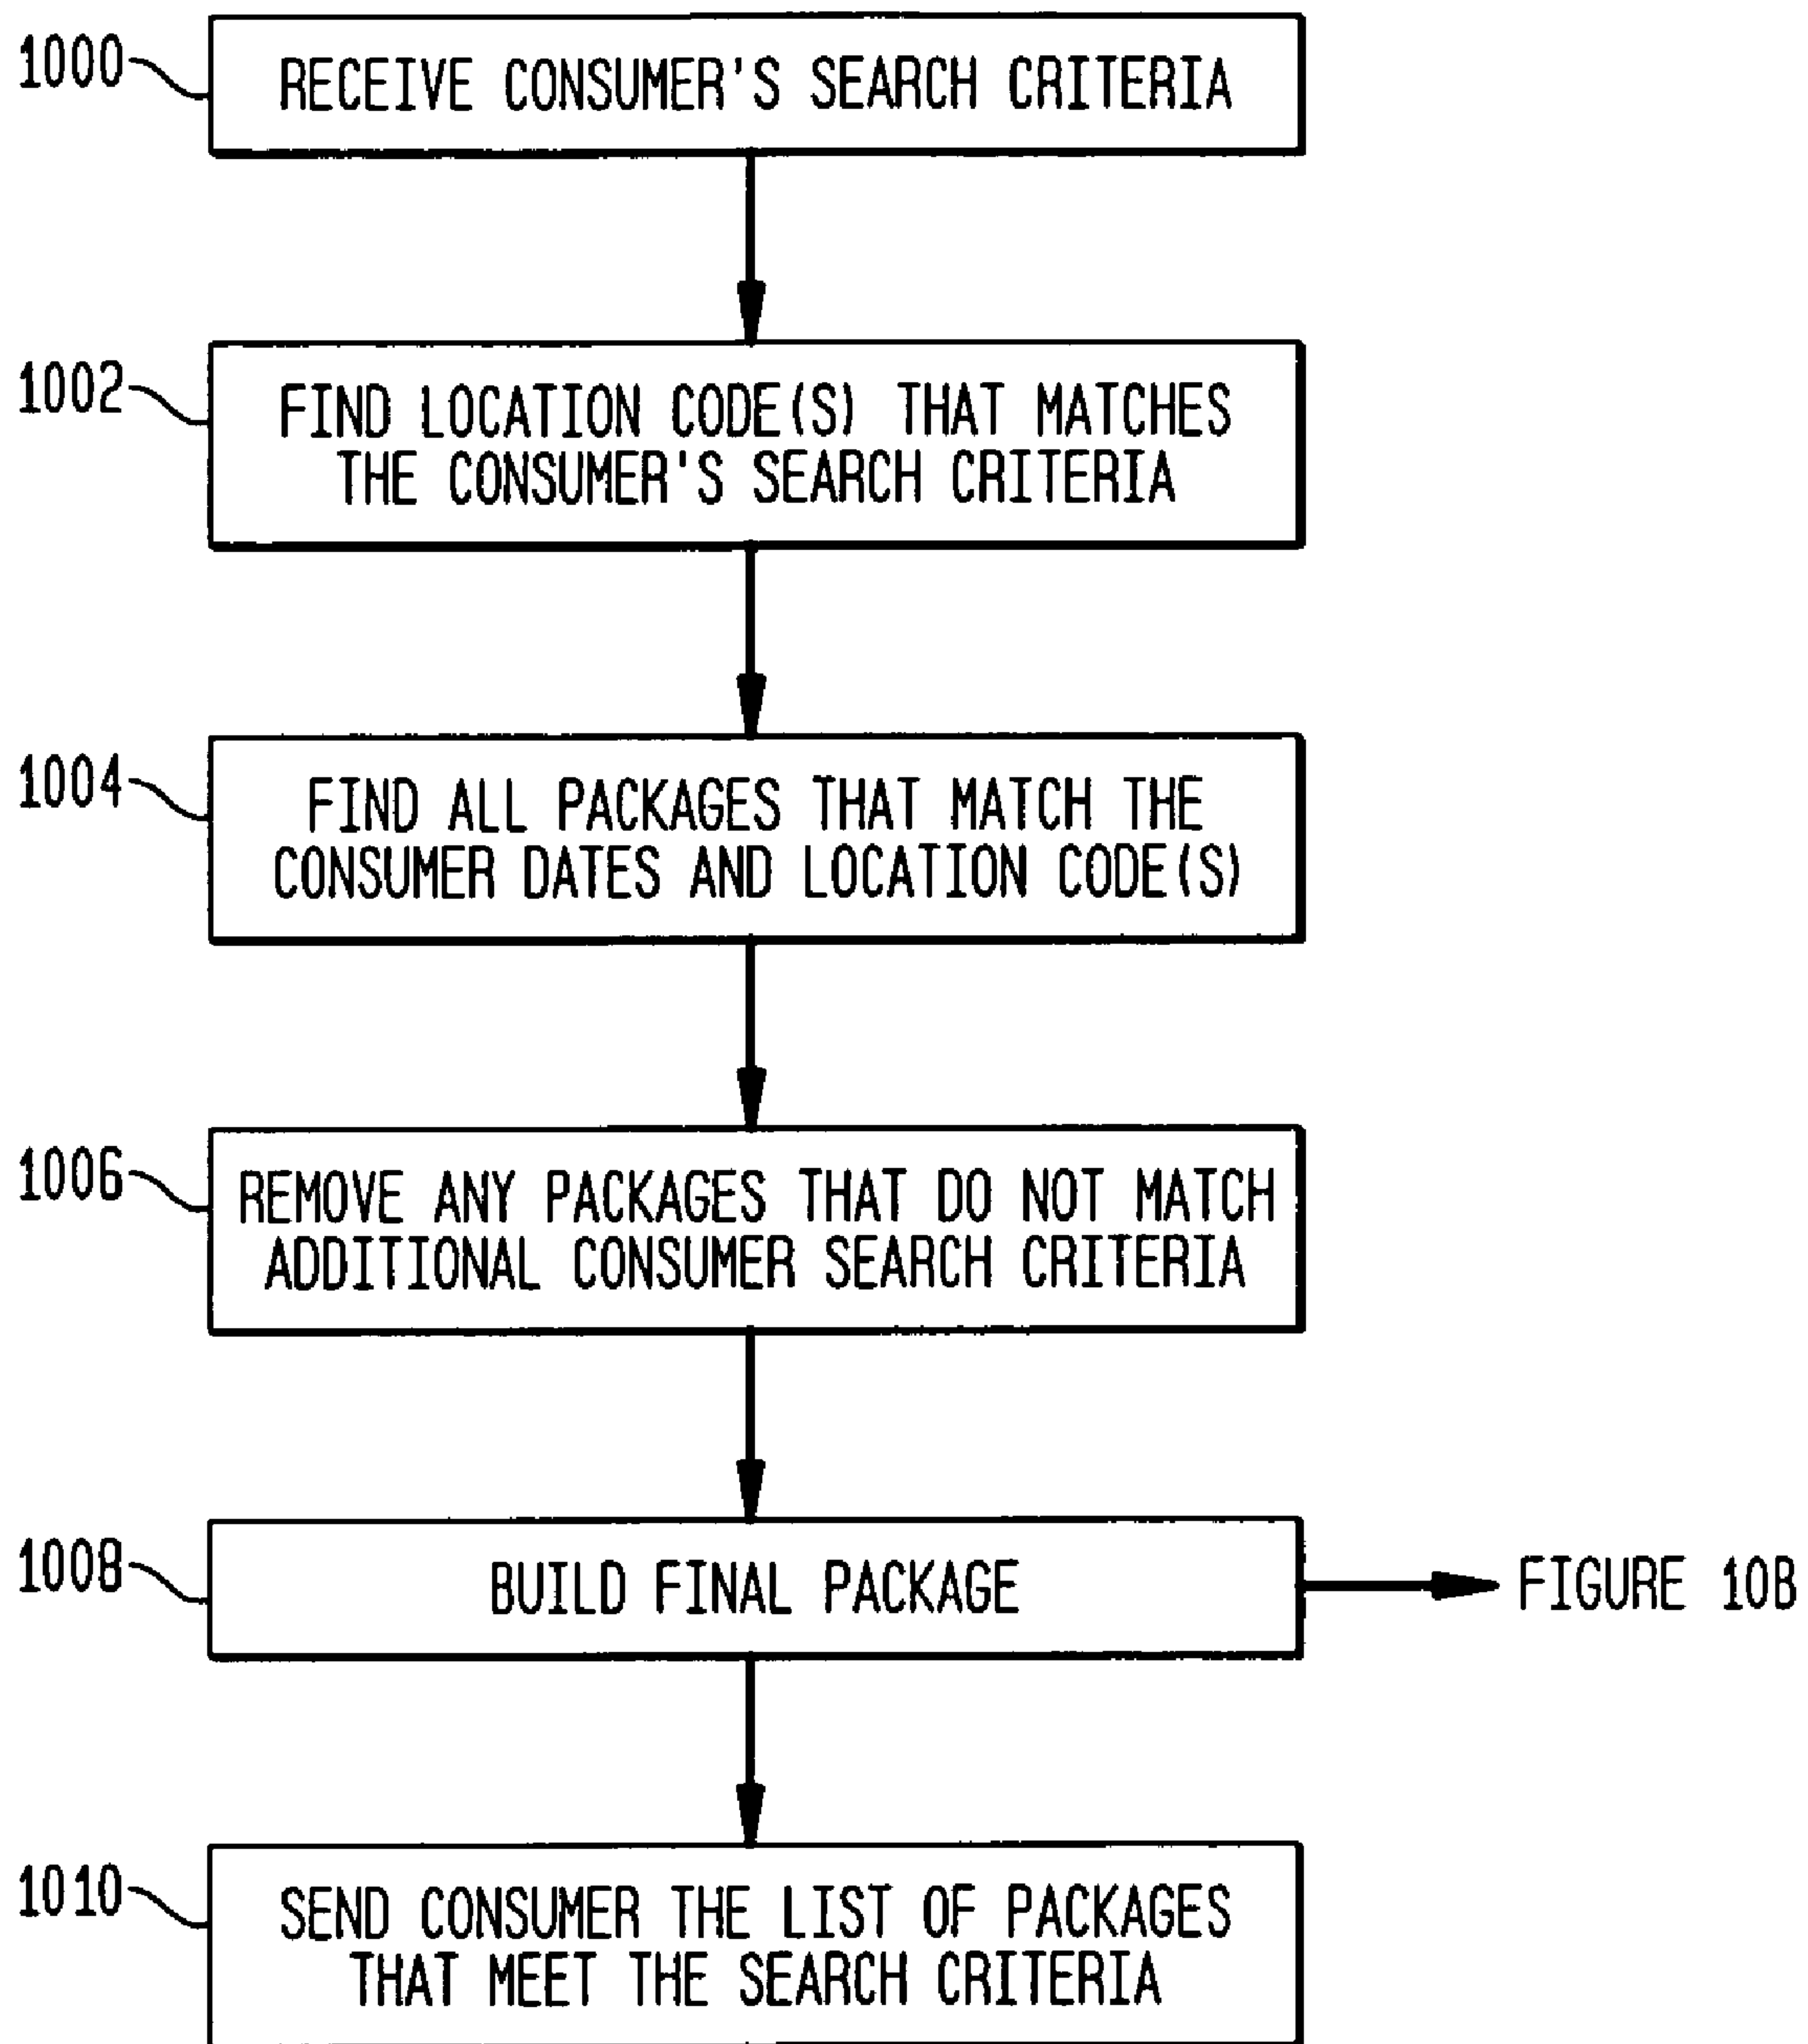 1000
RECEIVE CONSUMER'S SEARCH CRITERIA
1002
FIND LOCATION CODE(S) THAT MATCHES
THE CONSUMER'S SEARCH CRITERIA
1004
FIND ALL PACKAGES THAT MATCH THE
CONSUMER DATES AND LOCATION CODE(S)
1006
REMOVE ANY PACKAGES THAT DO NOT MATCH
ADDITIONAL CONSUMER SEARCH CRITERIA
1008
BUILD FINAL PACKAGE
FIGURE 10B
1010
SEND CONSUMER THE LIST OF PACKAGES
THAT MEET THE SEARCH CRITERIA